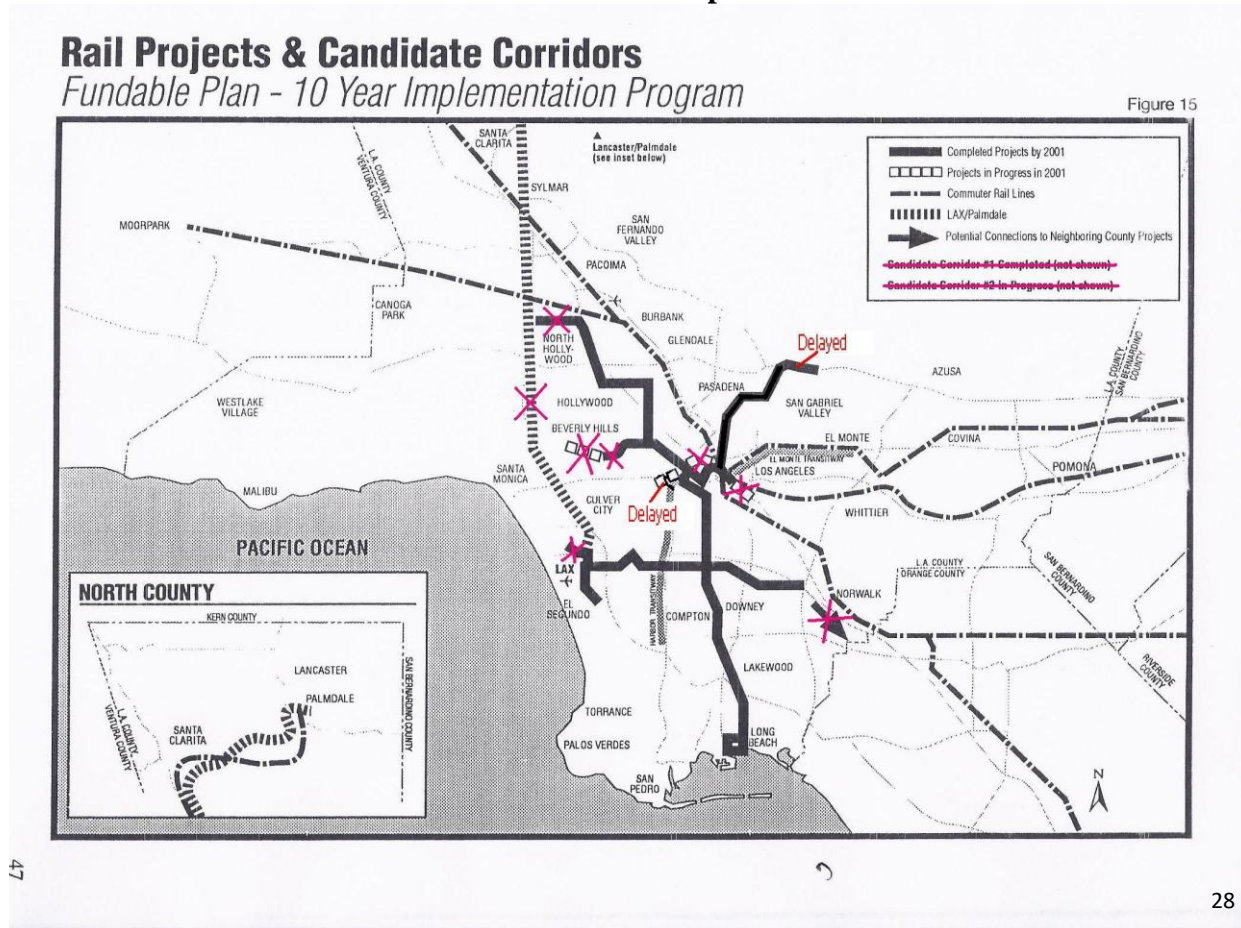 Rail Projects & Candidate Corridors
Fundable Plan - 10 Year Implementation Program
Figure 15
Completed Projects by 2001
Projects in Progress in 2001
Commuter Rail Lines
LAX/Palmdale
Potential Connections to Neighboring County Projects
Candidate Corridor #1 Completed (not shown)
Candidate Corridor #2 In Progress (not shown)
SANTA
CLARITA
Lancaster/Palmdale
(see inset below)
L.A. COUNTY
VENTURA COUNTY
SYLMAR
MOORPARK
SAN
FERNANDO
VALLEY
PACOIMA
CANOGA
PARK
BURBANK
NORTH
HOLLY-
WOOD
GLENDALE
Delayed
L.A. COUNTY
SAN BERNARDINO
COUNTY
AZUSA
PASADENA
WESTLAKE
VILLAGE
HOLLYWOOD
SAN GABRIEL
VALLEY
BEVERLY HILLS
EL MONTE
COVINA
EL MONTE TRANSITWAY
LOS ANGELES
POMONA
SANTA
MONICA
MALIBU
CULVER
CITY
Delayed
WHITTIER
PACIFIC OCEAN
LAX
L.A. COUNTY
ORANGE COUNTY
SAN BERNARDINO
COUNTY
EL
SEGUNDO
HARBOR TRANSITWAY
COMPTON
DOWNEY
NORWALK
LAKEWOOD
RIVERSIDE
COUNTY
TORRANCE
PALOS VERDES
LONG
BEACH
SAN
PEDRO
N
NORTH COUNTY
KERN COUNTY
LANCASTER
PALMDALE
SAN BERNARDINO COUNTY
L.A. COUNTY
VENTURA COUNTY
SANTA
CLARITA
47
28